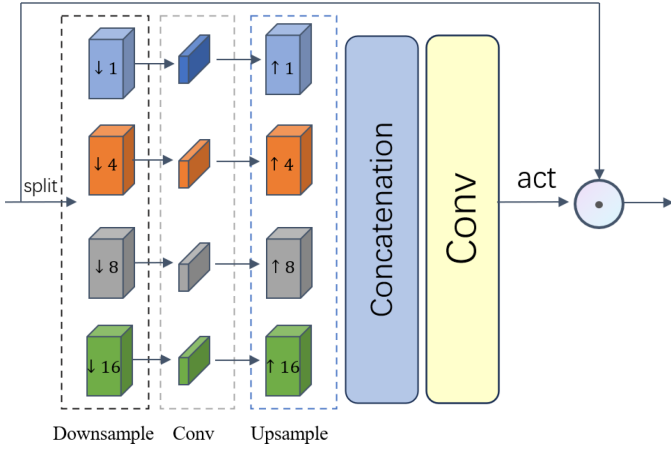 ↓ 1
↑ 1
↓ 4
↑ 4
split
↓ 8
↑ 8
↓ 16
↑ 16
Concatenation
Conv
act
Downsample
Conv
Upsample